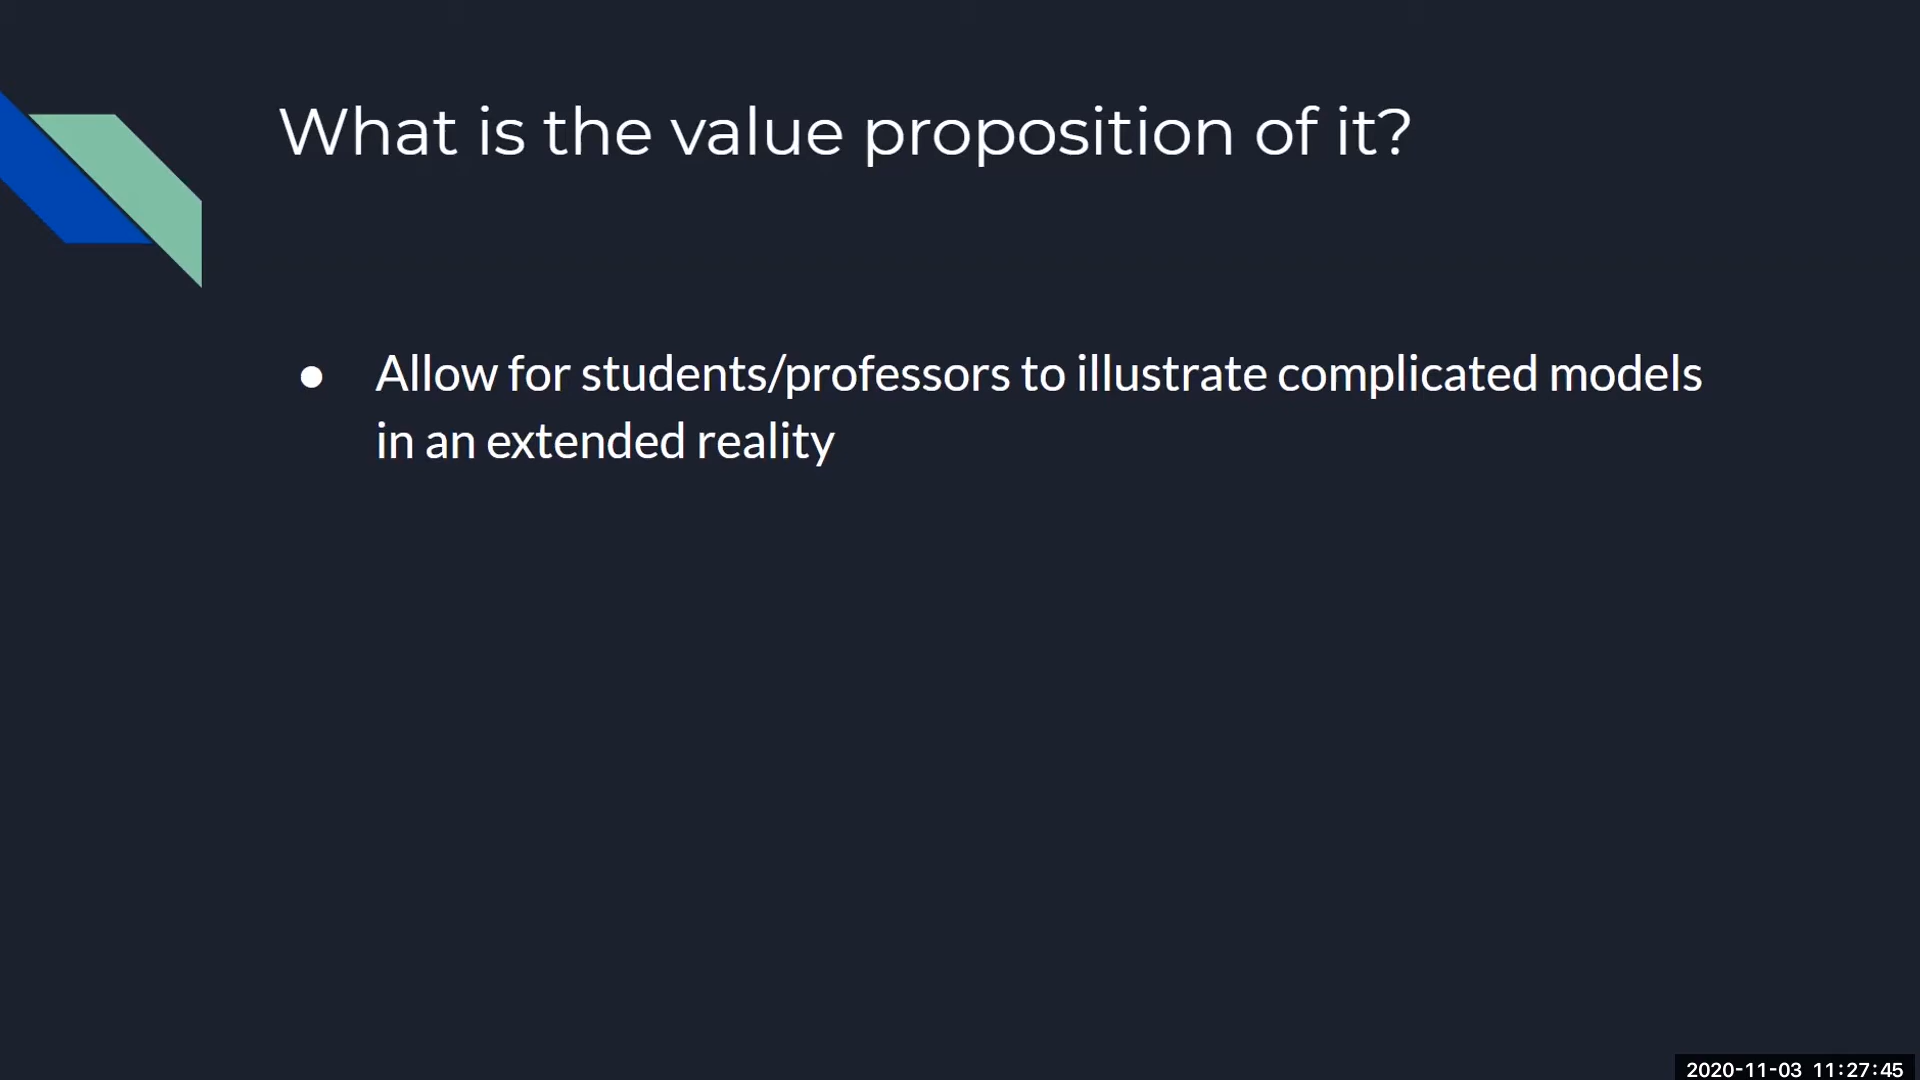 What is the value proposition of it?
● Allow for students/professors to illustrate complicated models
in an extended reality
2020-11-03 11:27:45